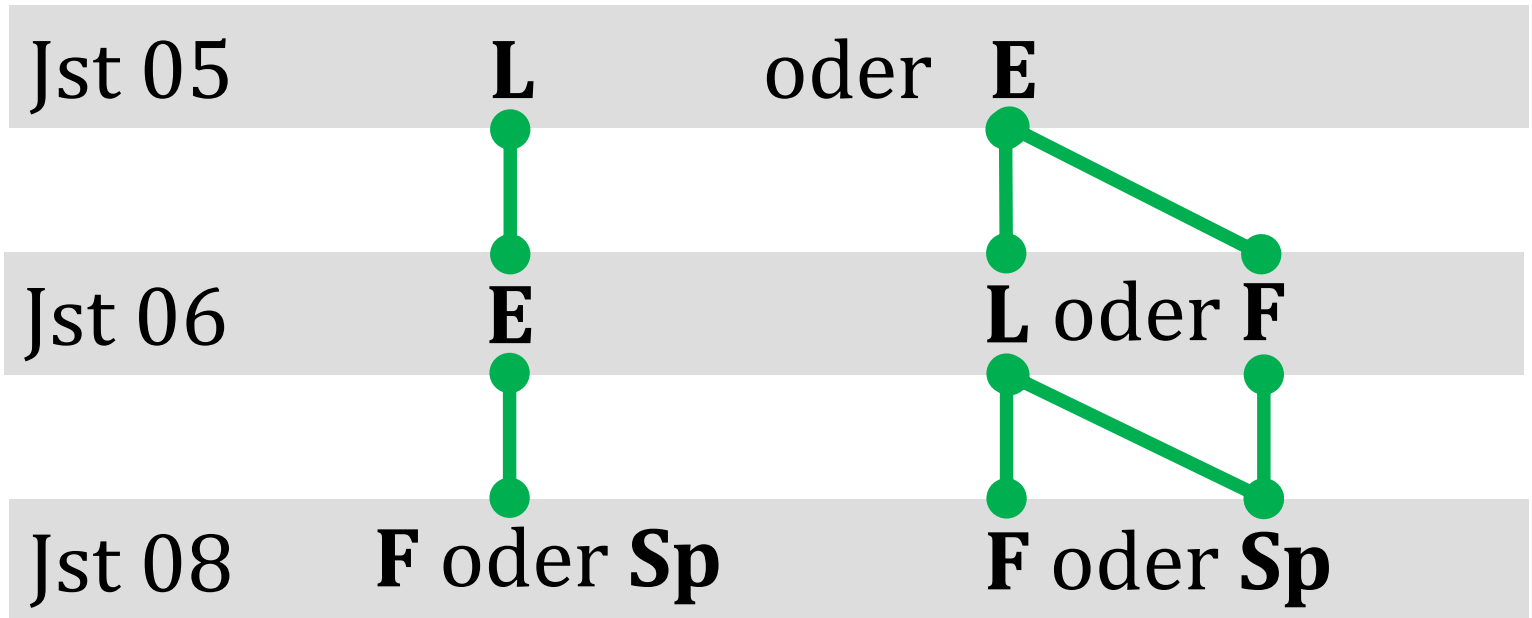 Jst 05 L oder E
Jst 06 E L oder F
Jst 08 F oder Sp F oder Sp